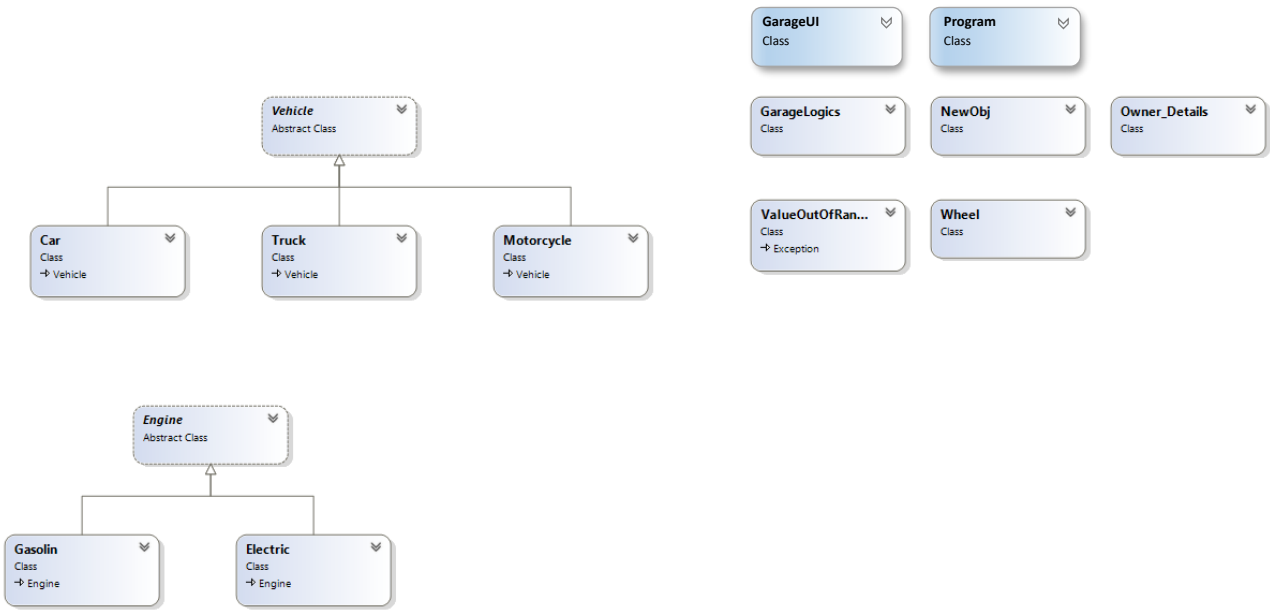 GarageUI
Class
Program
Class
Vehicle
Abstract Class
GarageLogics
Class
NewObj
Class
Owner_Details
Class
Car
Class
Vehicle
Truck
Class
Vehicle
Motorcycle
Class
Vehicle
ValueOutOfRan...
Class
Exception
Wheel
Class
Engine
Abstract Class
Gasolin
Class
Engine
Electric
Class
Engine